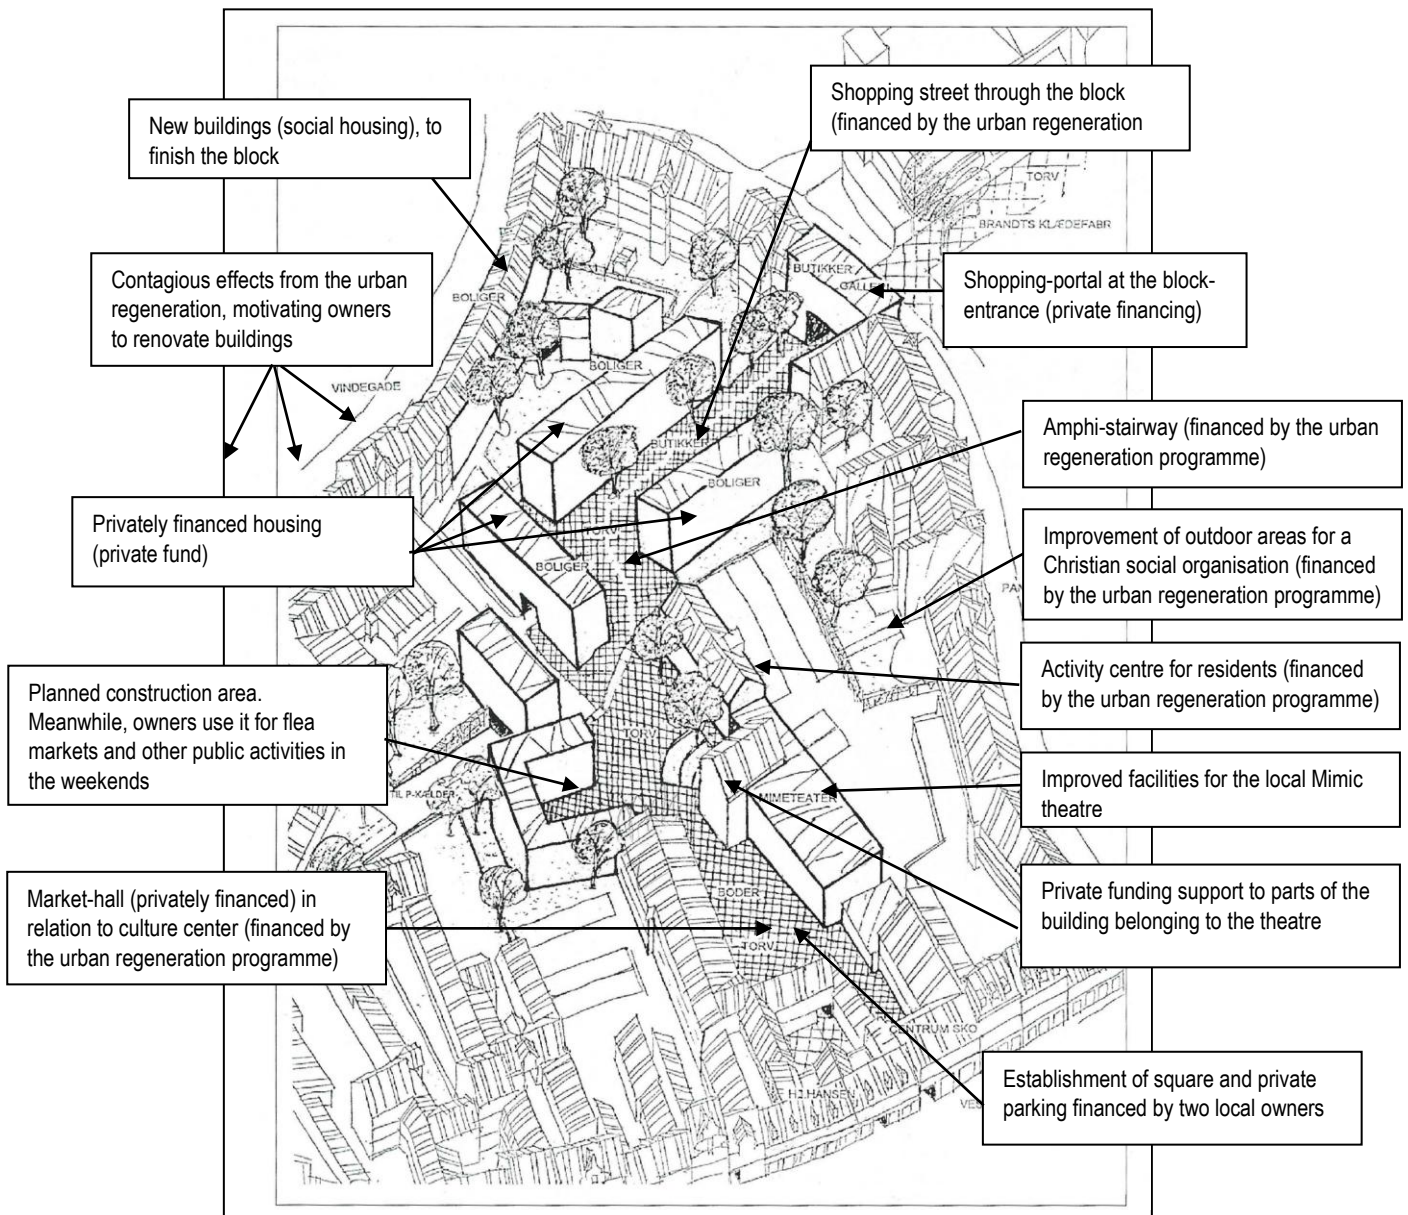 Shopping street through the block
(financed by the urban regeneration
New buildings (social housing), to
finish the block
TORV
BRANDTS KLÆDEFABR
Contagious effects from the urban
regeneration, motivating owners
to renovate buildings
BUTIKKER
Shopping-portal at the block-
entrance (private financing)
BOLIGER
BOLIGER
VINDEGADE
Amphi-stairway (financed by the urban
regeneration programme)
BUTIKKER
BOLIGER
Privately financed housing
(private fund)
TORV
Improvement of outdoor areas for a
Christian social organisation (financed
by the urban regeneration programme)
BOLIGER
Activity centre for residents (financed
by the urban regeneration programme)
Planned construction area.
Meanwhile, owners use it for flea
markets and other public activities in
the weekends
TORV
TIL P-KÆLDER
MIMETEATER
Improved facilities for the local Mimic
theatre
Private funding support to parts of the
building belonging to the theatre
Market-hall (privately financed) in
relation to culture center (financed by
the urban regeneration programme)
BODER
TORV
CENTRUM SKO
Establishment of square and private
parking financed by two local owners
H.J.HANSEN